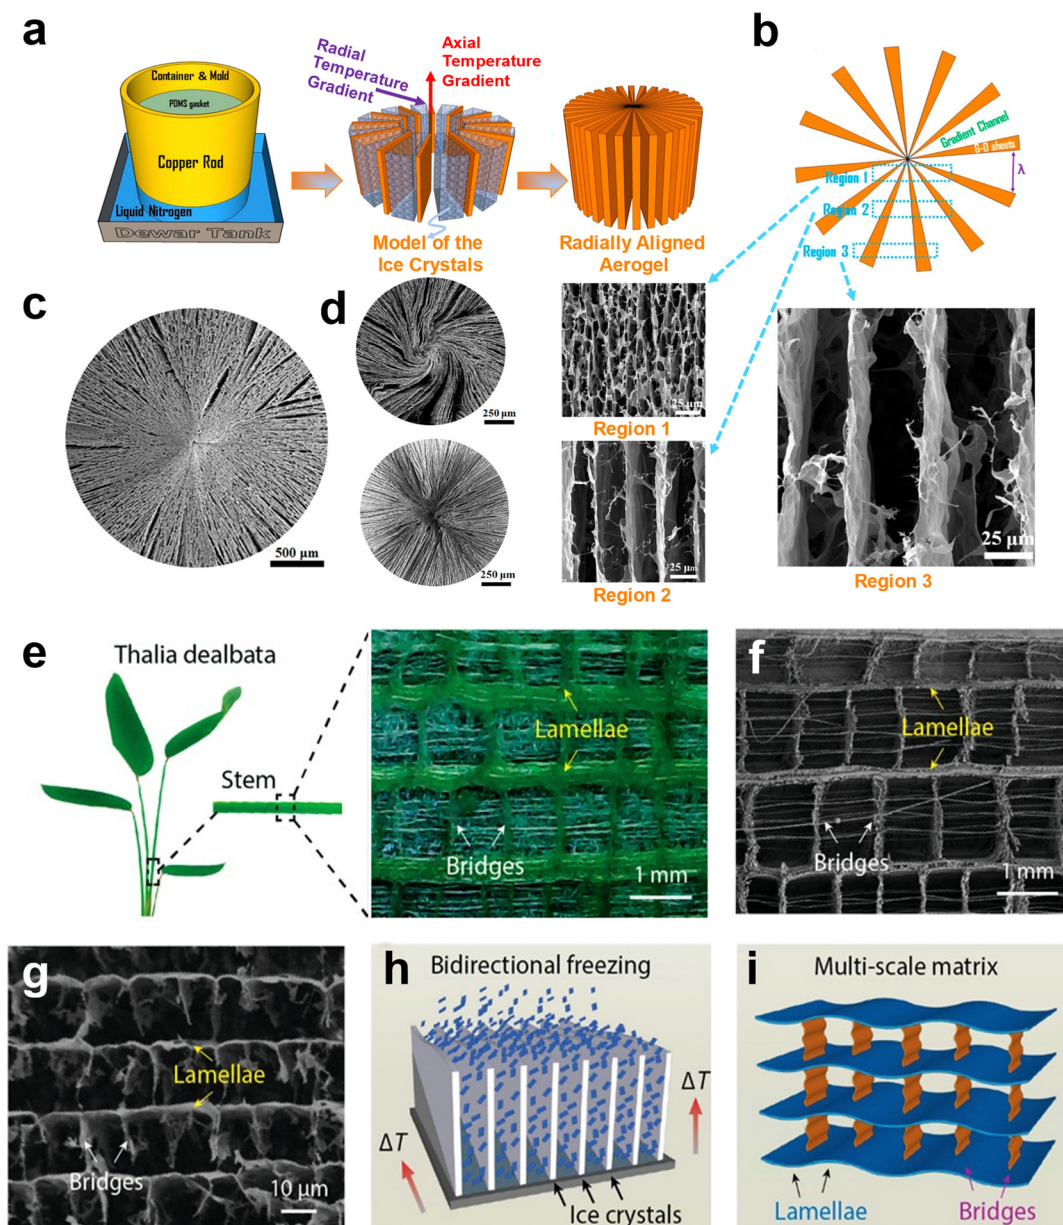 a
Container & Mold
PDMS gasket
Copper Rod
Liquid Nitrogen
Dewar Tank
Radial
Temperature
Gradient
Axial
Temperature
Gradient
Model of the
Ice Crystals
Radially Aligned
Aerogel
b
Gradient Channel
G-O sheets
λ
Region 1
Region 2
Region 3
c
500 μm
d
250 μm
250 μm
25 μm
Region 1
25 μm
Region 2
25 μm
Region 3
e
Thalia dealbata
Stem
Lamellae
Bridges
1 mm
f
Lamellae
Bridges
1 mm
g
Lamellae
Bridges
10 μm
h
Bidirectional freezing
ΔT
ΔT
Ice crystals
i
Multi-scale matrix
Lamellae
Bridges